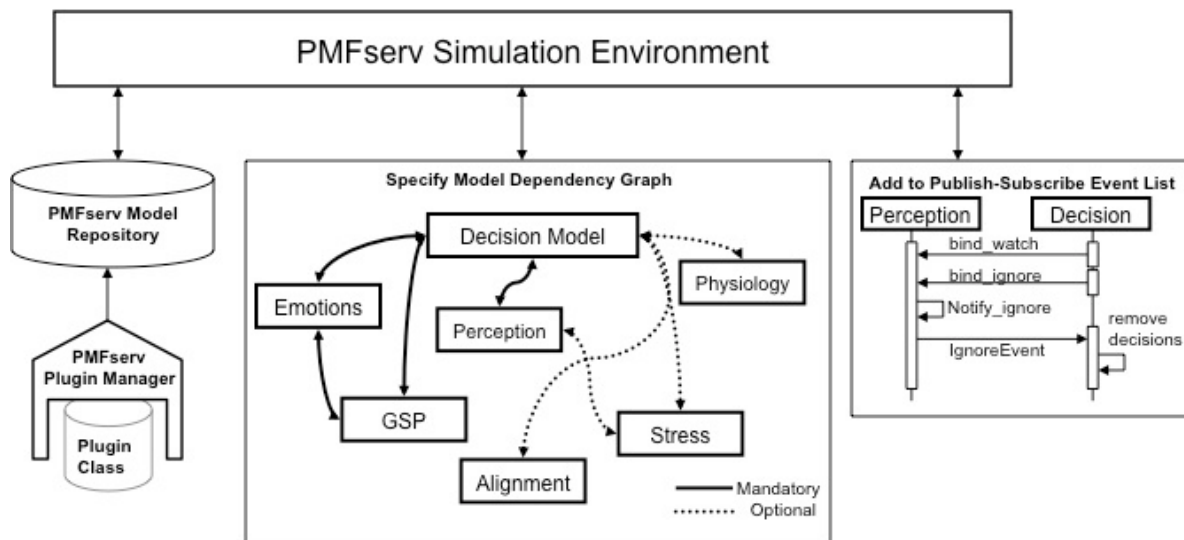 PMFserv Simulation Environment
PMFserv Model
Repository
PMFserv
Plugin Manager
Plugin
Class
Specify Model Dependency Graph
Decision Model
Emotions
Perception
Physiology
GSP
Stress
Alignment
Mandatory
Optional
Add to Publish-Subscribe Event List
Perception
Decision
bind_watch
bind_ignore
Notify_ignore
IgnoreEvent
remove
decisions